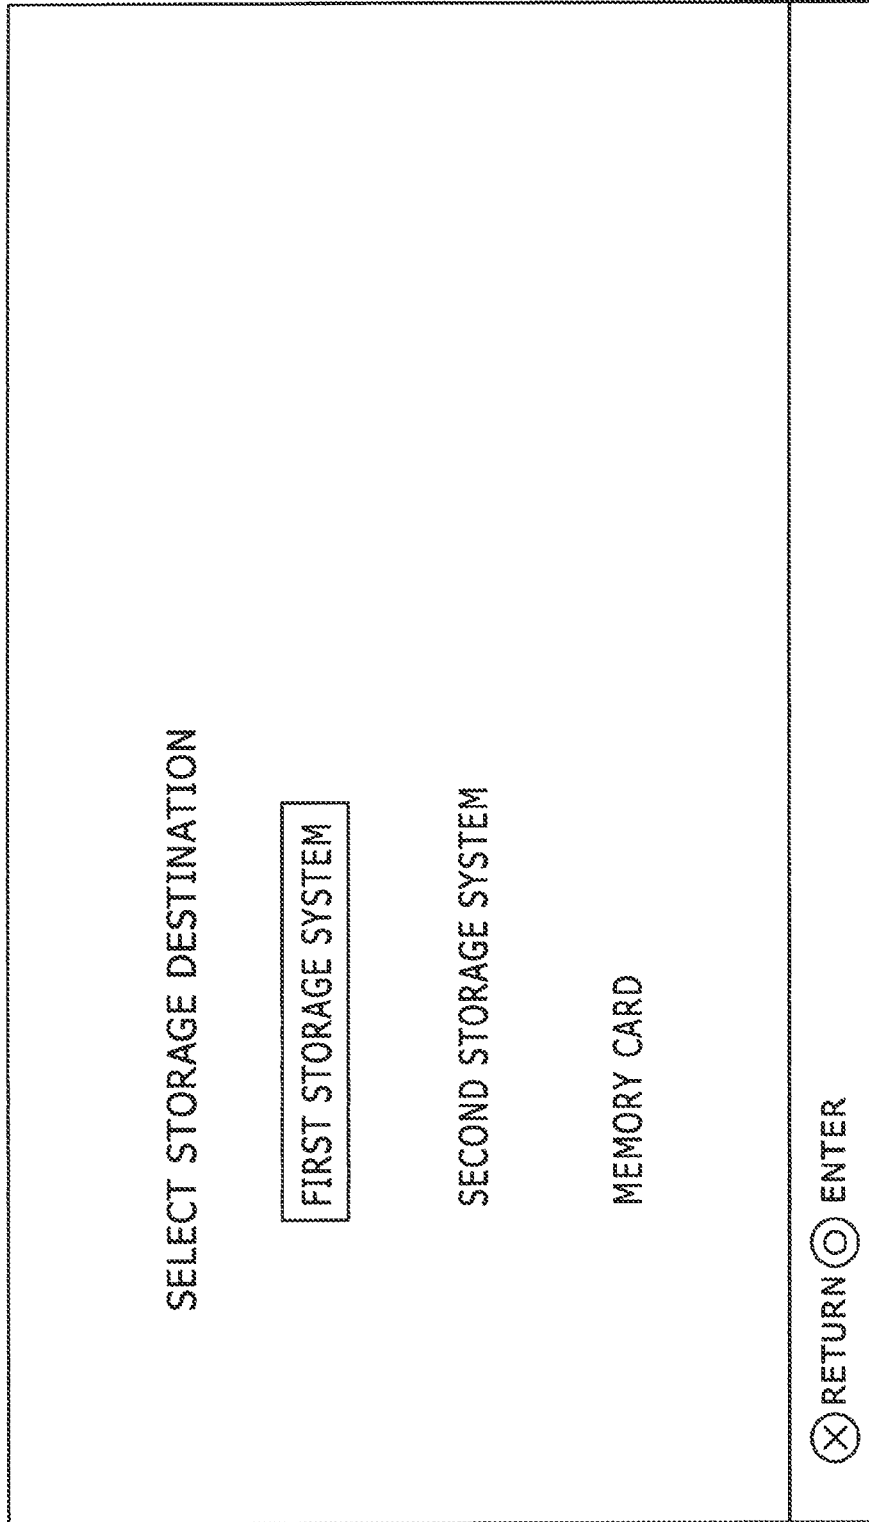 SELECT STORAGE DESTINATION
FIRST STORAGE SYSTEM
SECOND STORAGE SYSTEM
MEMORY CARD
Ⓧ RETURN ◎ ENTER